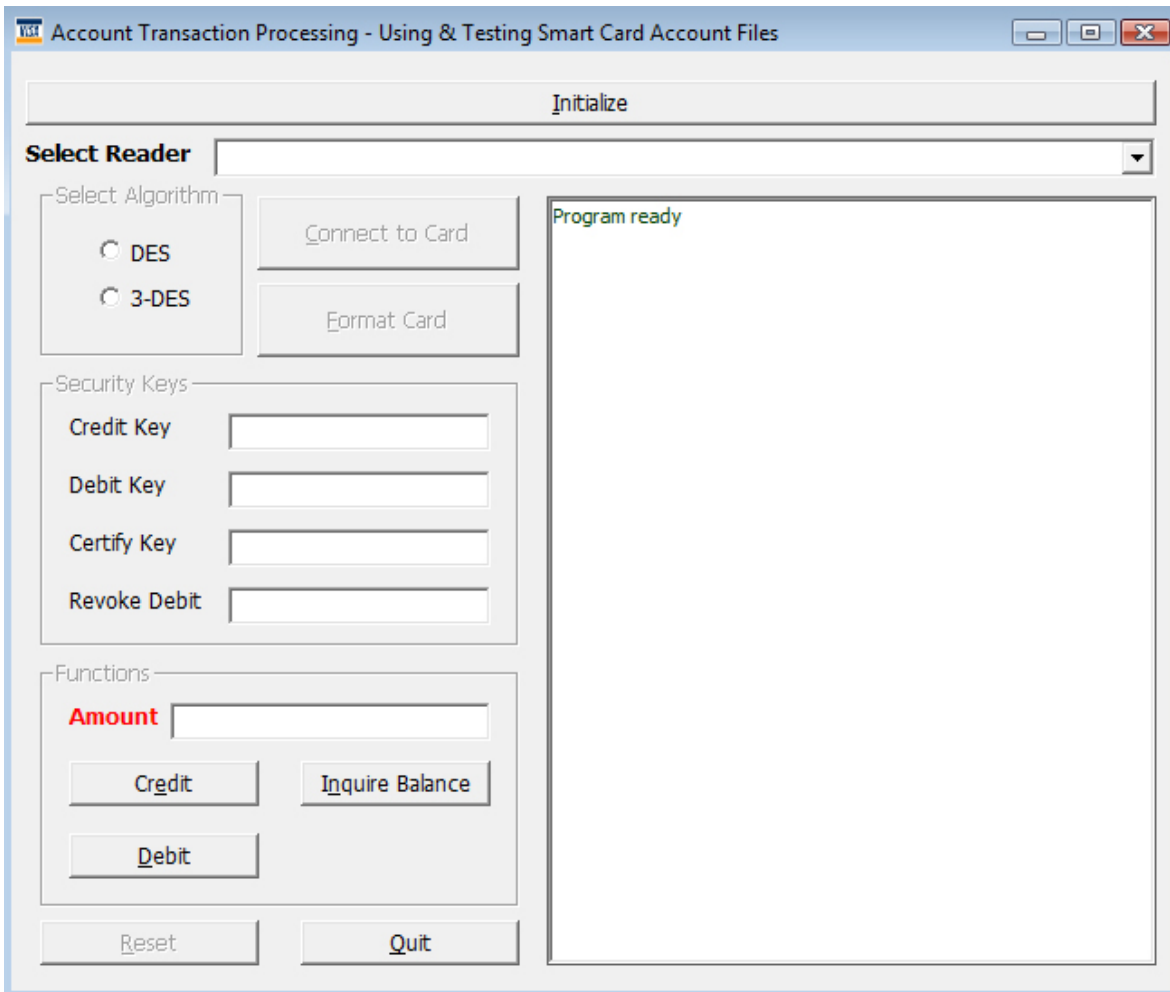 VISA Account Transaction Processing - Using & Testing Smart Card Account Files
Initialize
Select Reader
Select Algorithm
DES
3-DES
Connect to Card
Format Card
Program ready
Security Keys
Credit Key
Debit Key
Certify Key
Revoke Debit
Functions
Amount
Credit
Inquire Balance
Debit
Reset
Quit